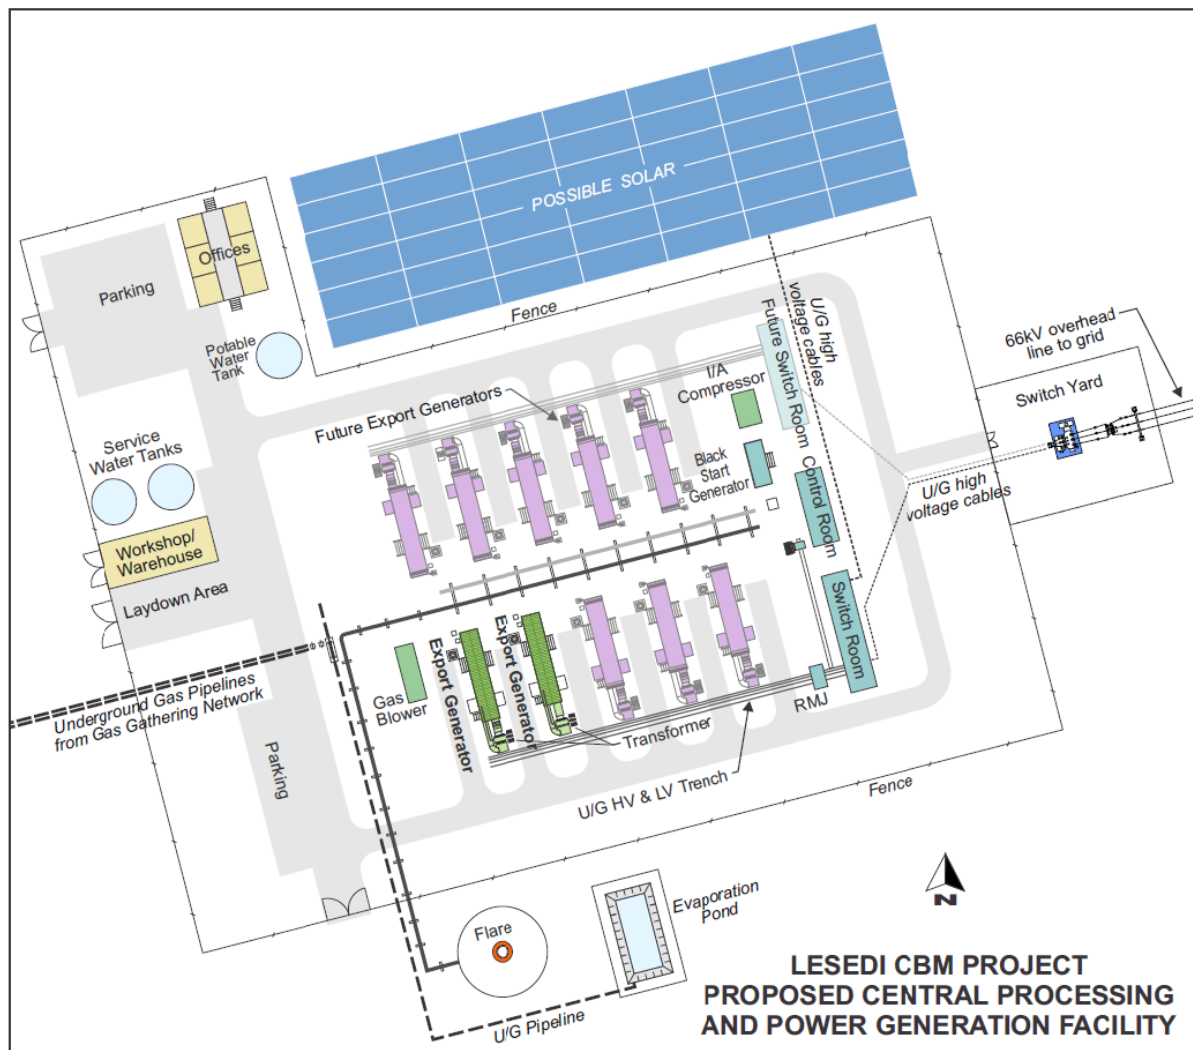 POSSIBLE SOLAR
Offices
Parking
Fence
Potable
Water
Tank
U/G high
voltage cables
Future Switch Room
66kV overhead
line to grid
I/A
Compressor
Switch Yard
Future Export Generators
Service
Water Tanks
Black
Start
Generator
Control Room
U/G high
voltage cables
Workshop/
Warehouse
Laydown Area
Switch Room
Export Generator
Export Generator
Gas
Blower
Underground Gas Pipelines
from Gas Gathering Network
RMJ
Transformer
Parking
U/G HV & LV Trench
Fence
Evaporation
Pond
N
Flare
U/G Pipeline
LESEDI CBM PROJECT
PROPOSED CENTRAL PROCESSING
AND POWER GENERATION FACILITY